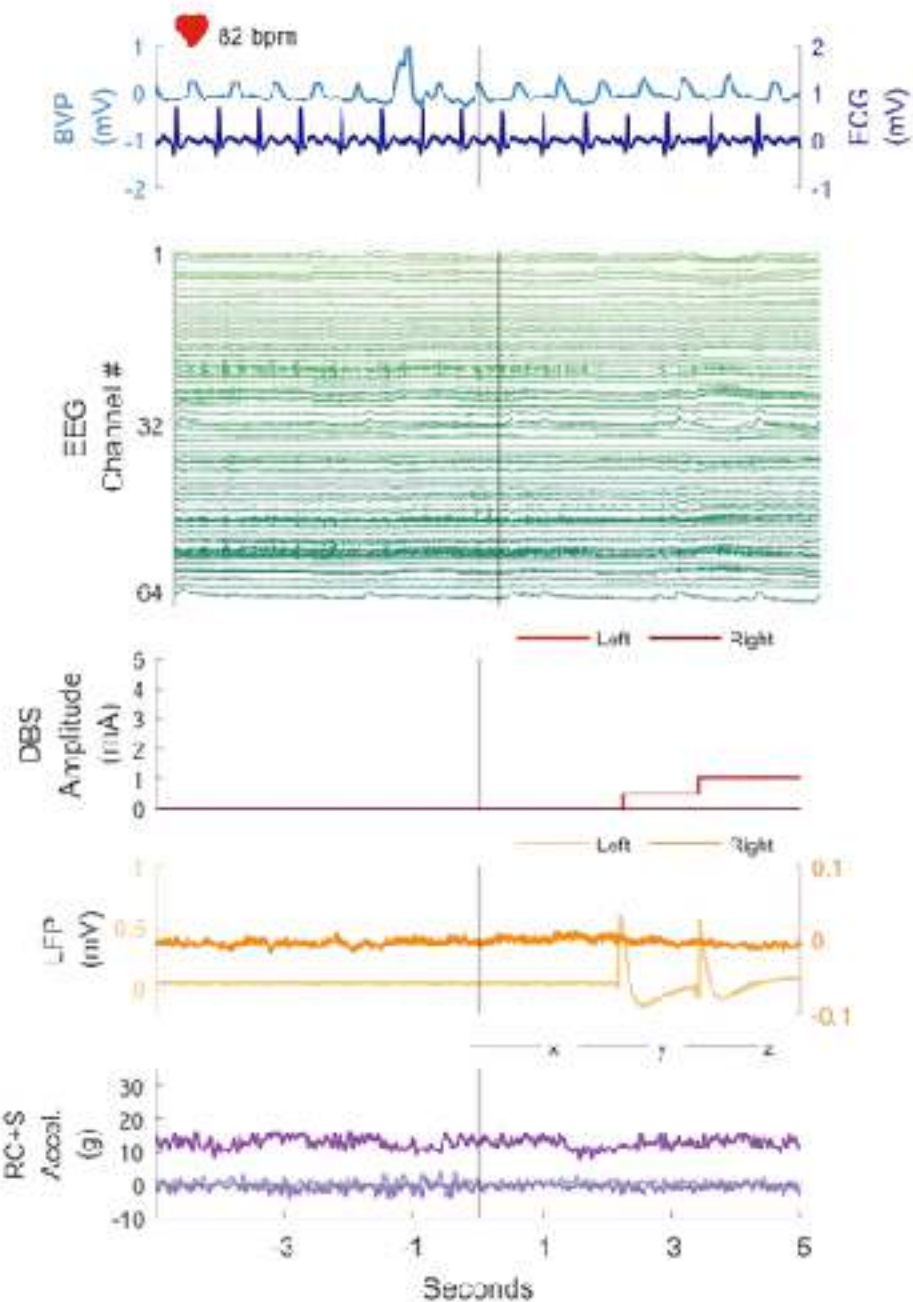 82 bpm
1
0
-1
-2
BVP
(mV)
2
1
0
-1
ECG
(mV)
1
32
64
EEG
Channel #
Left
Right
5
4
3
2
1
0
DBS
Amplitude
(mA)
Left
Right
1
0.5
0
LFP
(mV)
0.1
0
-0.1
x
y
z
30
20
10
0
-10
RC+S
Accel.
(g)
-3
-1
1
3
5
Seconds